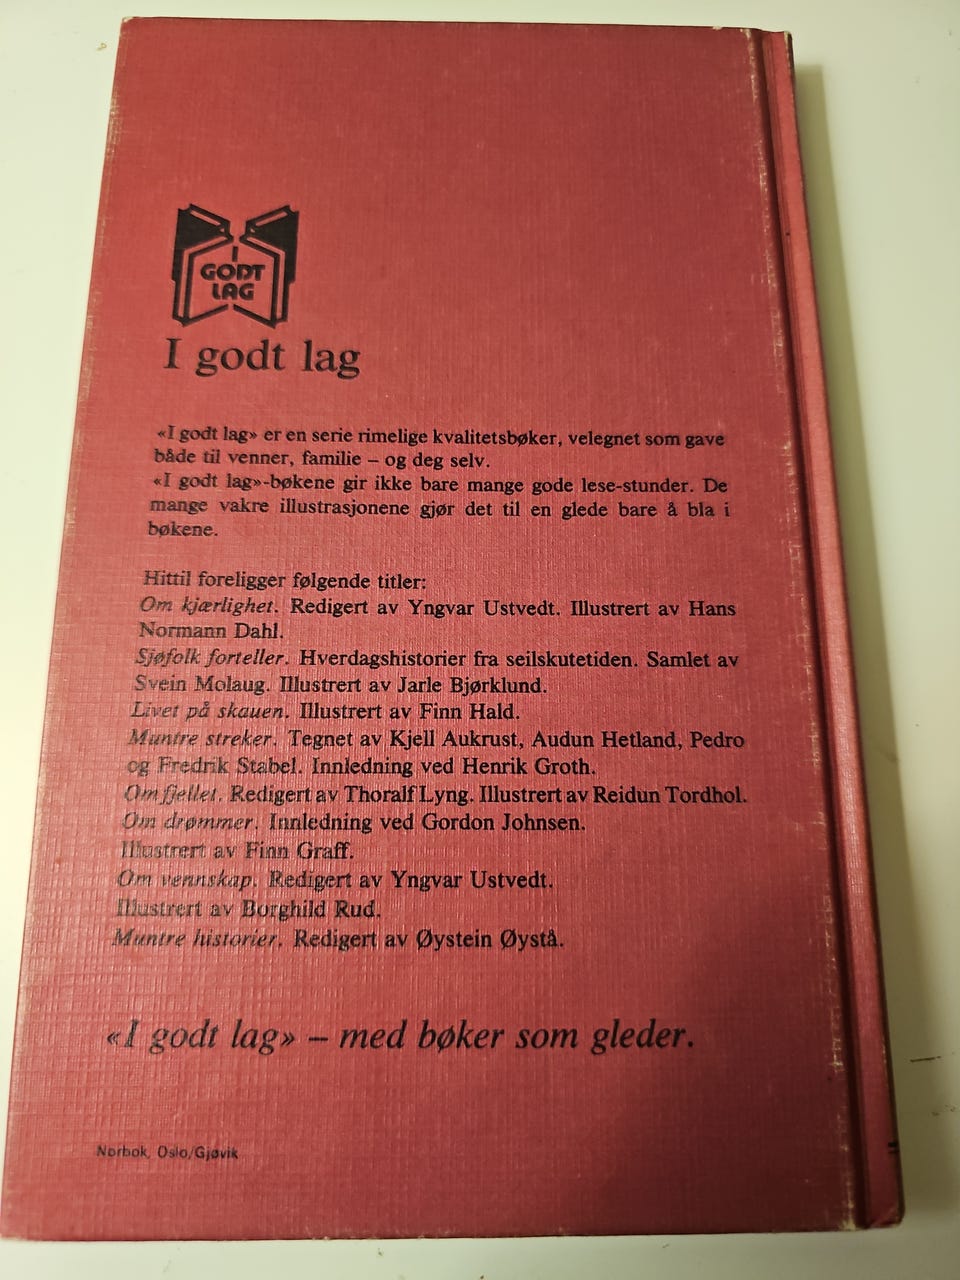 I
GODT
LAG
I godt lag
«I godt lag» er en serie rimelige kvalitetsbøker, velegnet som gave
både til venner, familie – og deg selv.
«I godt lag»-bøkene gir ikke bare mange gode lese-stunder. De
mange vakre illustrasjonene gjør det til en glede bare å bla i
bøkene.
Hittil foreligger følgende titler:
Om kjærlighet. Redigert av Yngvar Ustvedt. Illustrert av Hans
Normann Dahl.
Sjøfolk forteller. Hverdagshistorier fra seilskutetiden. Samlet av
Svein Molaug. Illustrert av Jarle Bjørklund.
Livet på skauen. Illustrert av Finn Hald.
Muntre streker. Tegnet av Kjell Aukrust, Audun Hetland, Pedro
og Fredrik Stabel. Innledning ved Henrik Groth.
Om fjellet. Redigert av Thoralf Lyng. Illustrert av Reidun Tordhol.
Om drømmer. Innledning ved Gordon Johnsen.
Illustrert av Finn Graff.
Om vennskap. Redigert av Yngvar Ustvedt.
Illustrert av Borghild Rud.
Muntre historier. Redigert av Øystein Øystå.
«I godt lag» – med bøker som gleder.
Norbok, Oslo/Gjøvik